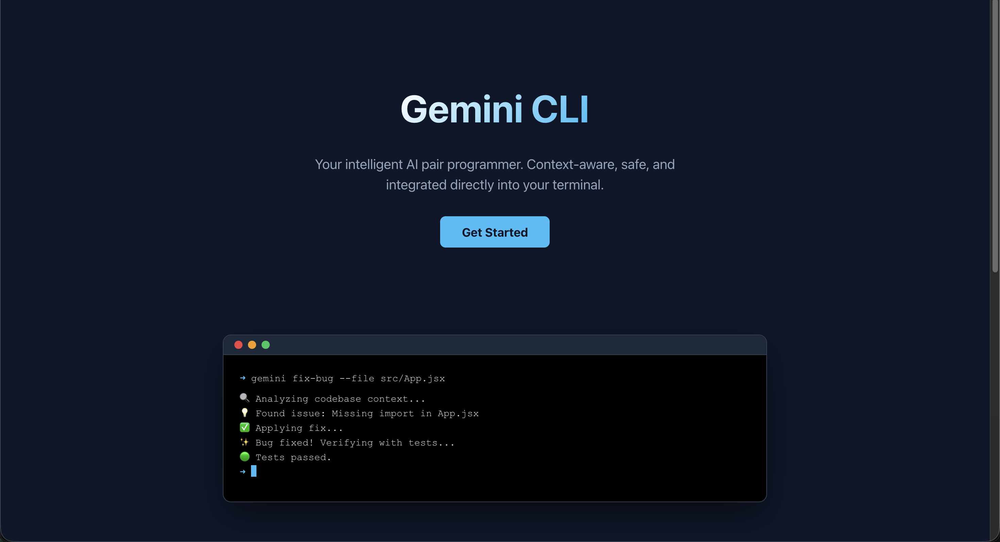 Gemini CLI
Your intelligent AI pair programmer. Context-aware, safe, and
integrated directly into your terminal.
Get Started
➜ gemini fix-bug --file src/App.jsx
🔍 Analyzing codebase context...
💡 Found issue: Missing import in App.jsx
✅ Applying fix...
✨ Bug fixed! Verifying with tests...
🟢 Tests passed.
➜